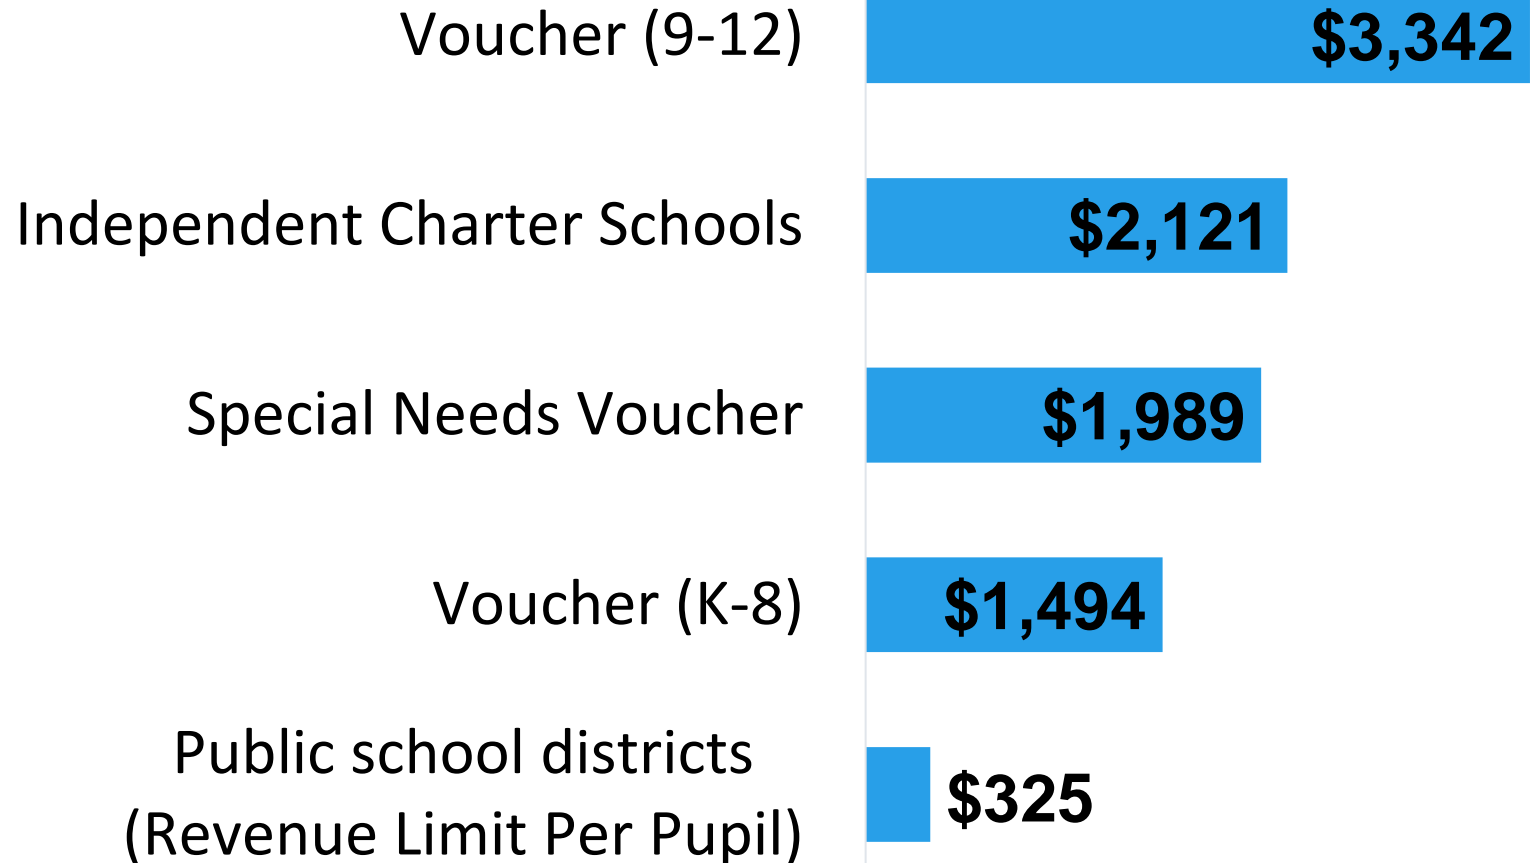 Voucher (9-12) $3,342
Independent Charter Schools $2,121
Special Needs Voucher $1,989
Voucher (K-8) $1,494
Public school districts
(Revenue Limit Per Pupil) $325